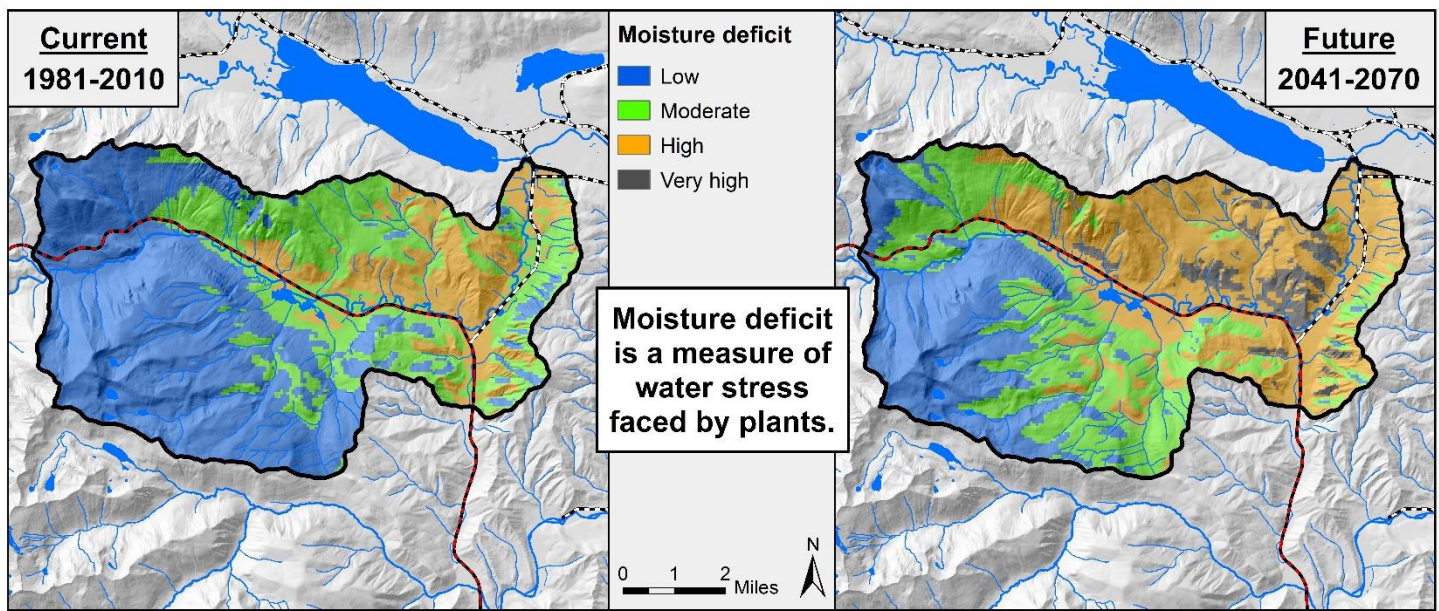 Current
1981-2010
Moisture deficit
Low
Moderate
High
Very high
Moisture deficit
is a measure of
water stress
faced by plants.
N
0 1 2
Miles
Future
2041-2070